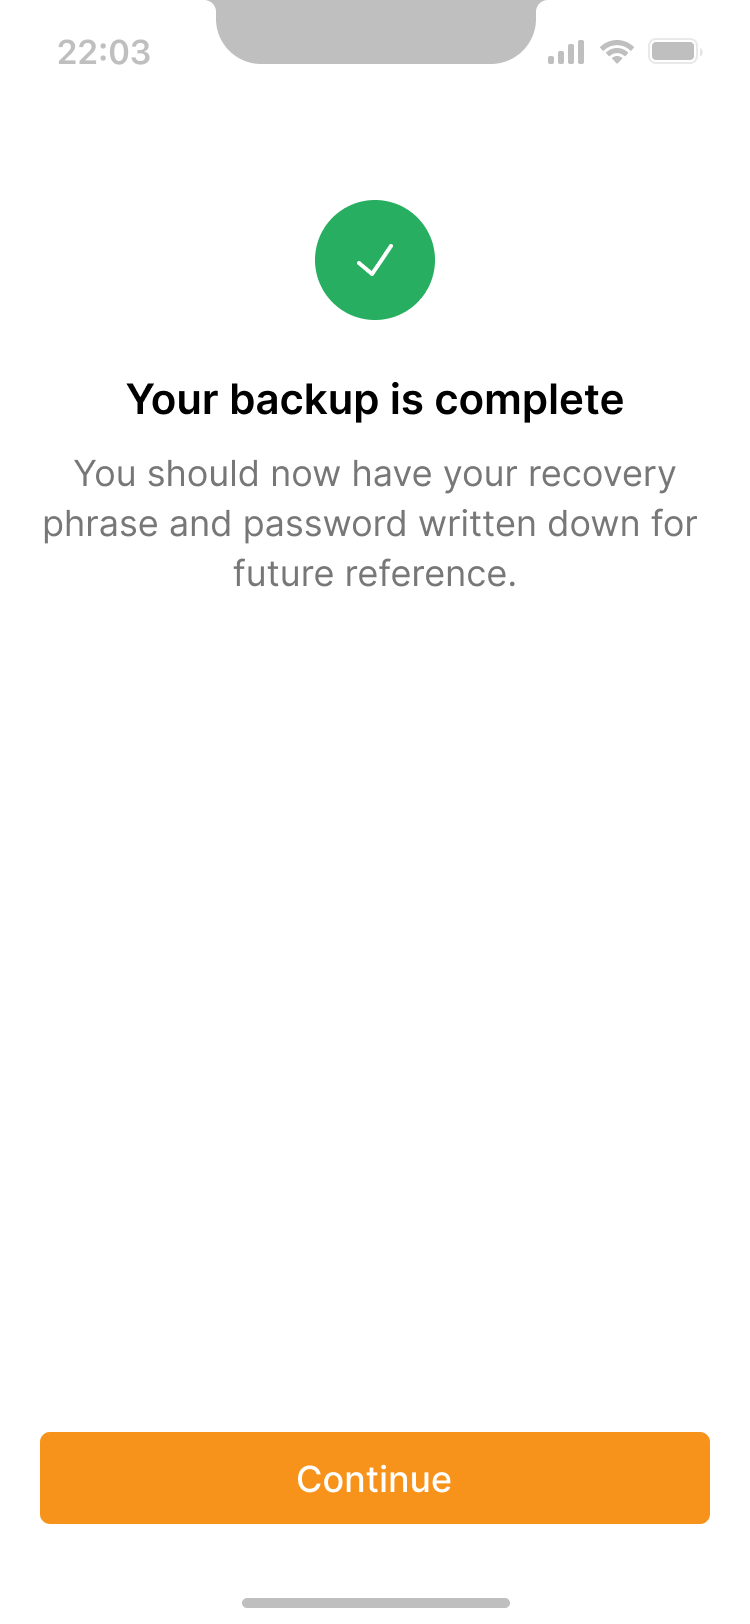 22:03
Your backup is complete
You should now have your recovery
phrase and password written down for
future reference.
Continue